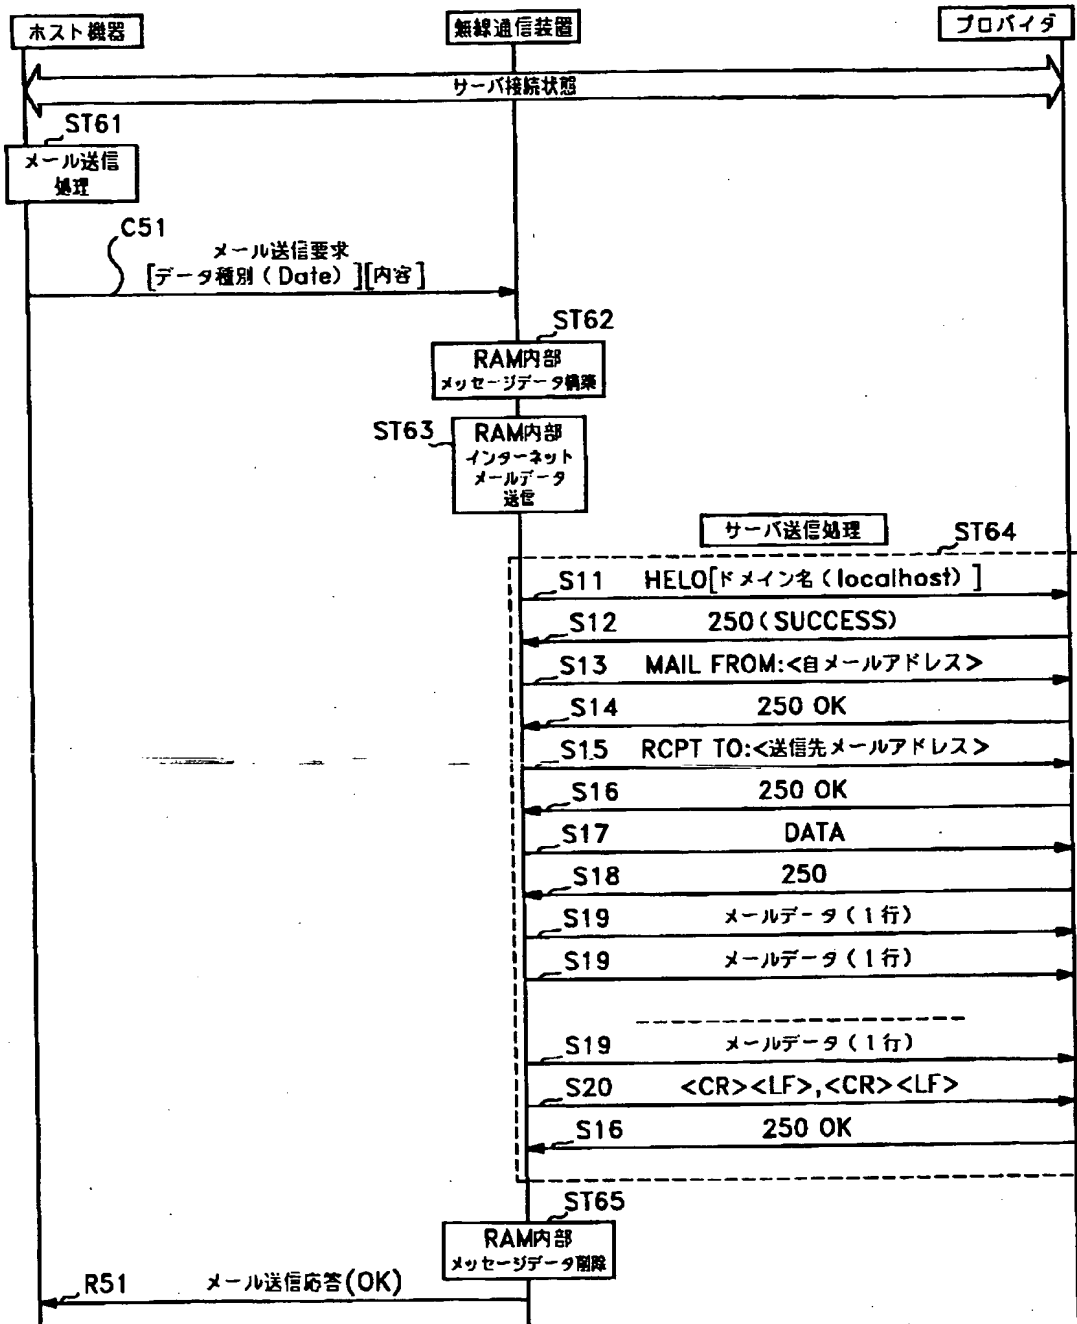 ホスト機器
無線通信装置
プロバイダ
サーバ接続状態
ST61
メール送信
処理
C51
メール送信要求
[データ種別(Date)][内容]
ST62
RAM内部
メッセージデータ構築
ST63
RAM内部
インターネット
メールデータ
送信
サーバ送信処理
ST64
S11 HELO[ドメイン名(localhost)]
S12 250(SUCCESS)
S13 MAIL FROM:<自メールアドレス>
S14 250 OK
S15 RCPT TO:<送信先メールアドレス>
S16 250 OK
S17 DATA
S18 250
S19 メールデータ(1行)
S19 メールデータ(1行)
S19 メールデータ(1行)
S20 <CR><LF>,<CR><LF>
S16 250 OK
ST65
RAM内部
メッセージデータ削除
R51 メール送信応答(OK)